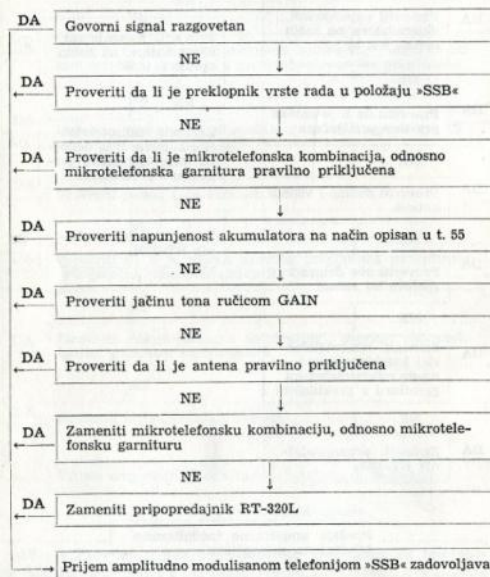 DA
Govorni signal razgovetan
NE
DA
Proveriti da li je preklopnik vrste rada u položaju »SSB«
NE
DA
Proveriti da li je mikrotelefonska kombinacija, odnosno
mikrotelefonska garnitura pravilno priključena
NE
DA
Proveriti napunjenost akumulatora na način opisan u t. 55
NE
DA
Proveriti jačinu tona ručicom GAIN
NE
DA
Proveriti da li je antena pravilno priključena
NE
DA
Zameniti mikrotelefonsku kombinaciju, odnosno mikrotele-
fonsku garnituru
NE
DA
Zameniti pripopredajnik RT-320L
Prijem amplitudno modulisanom telefonijom »SSB« zadovoljava